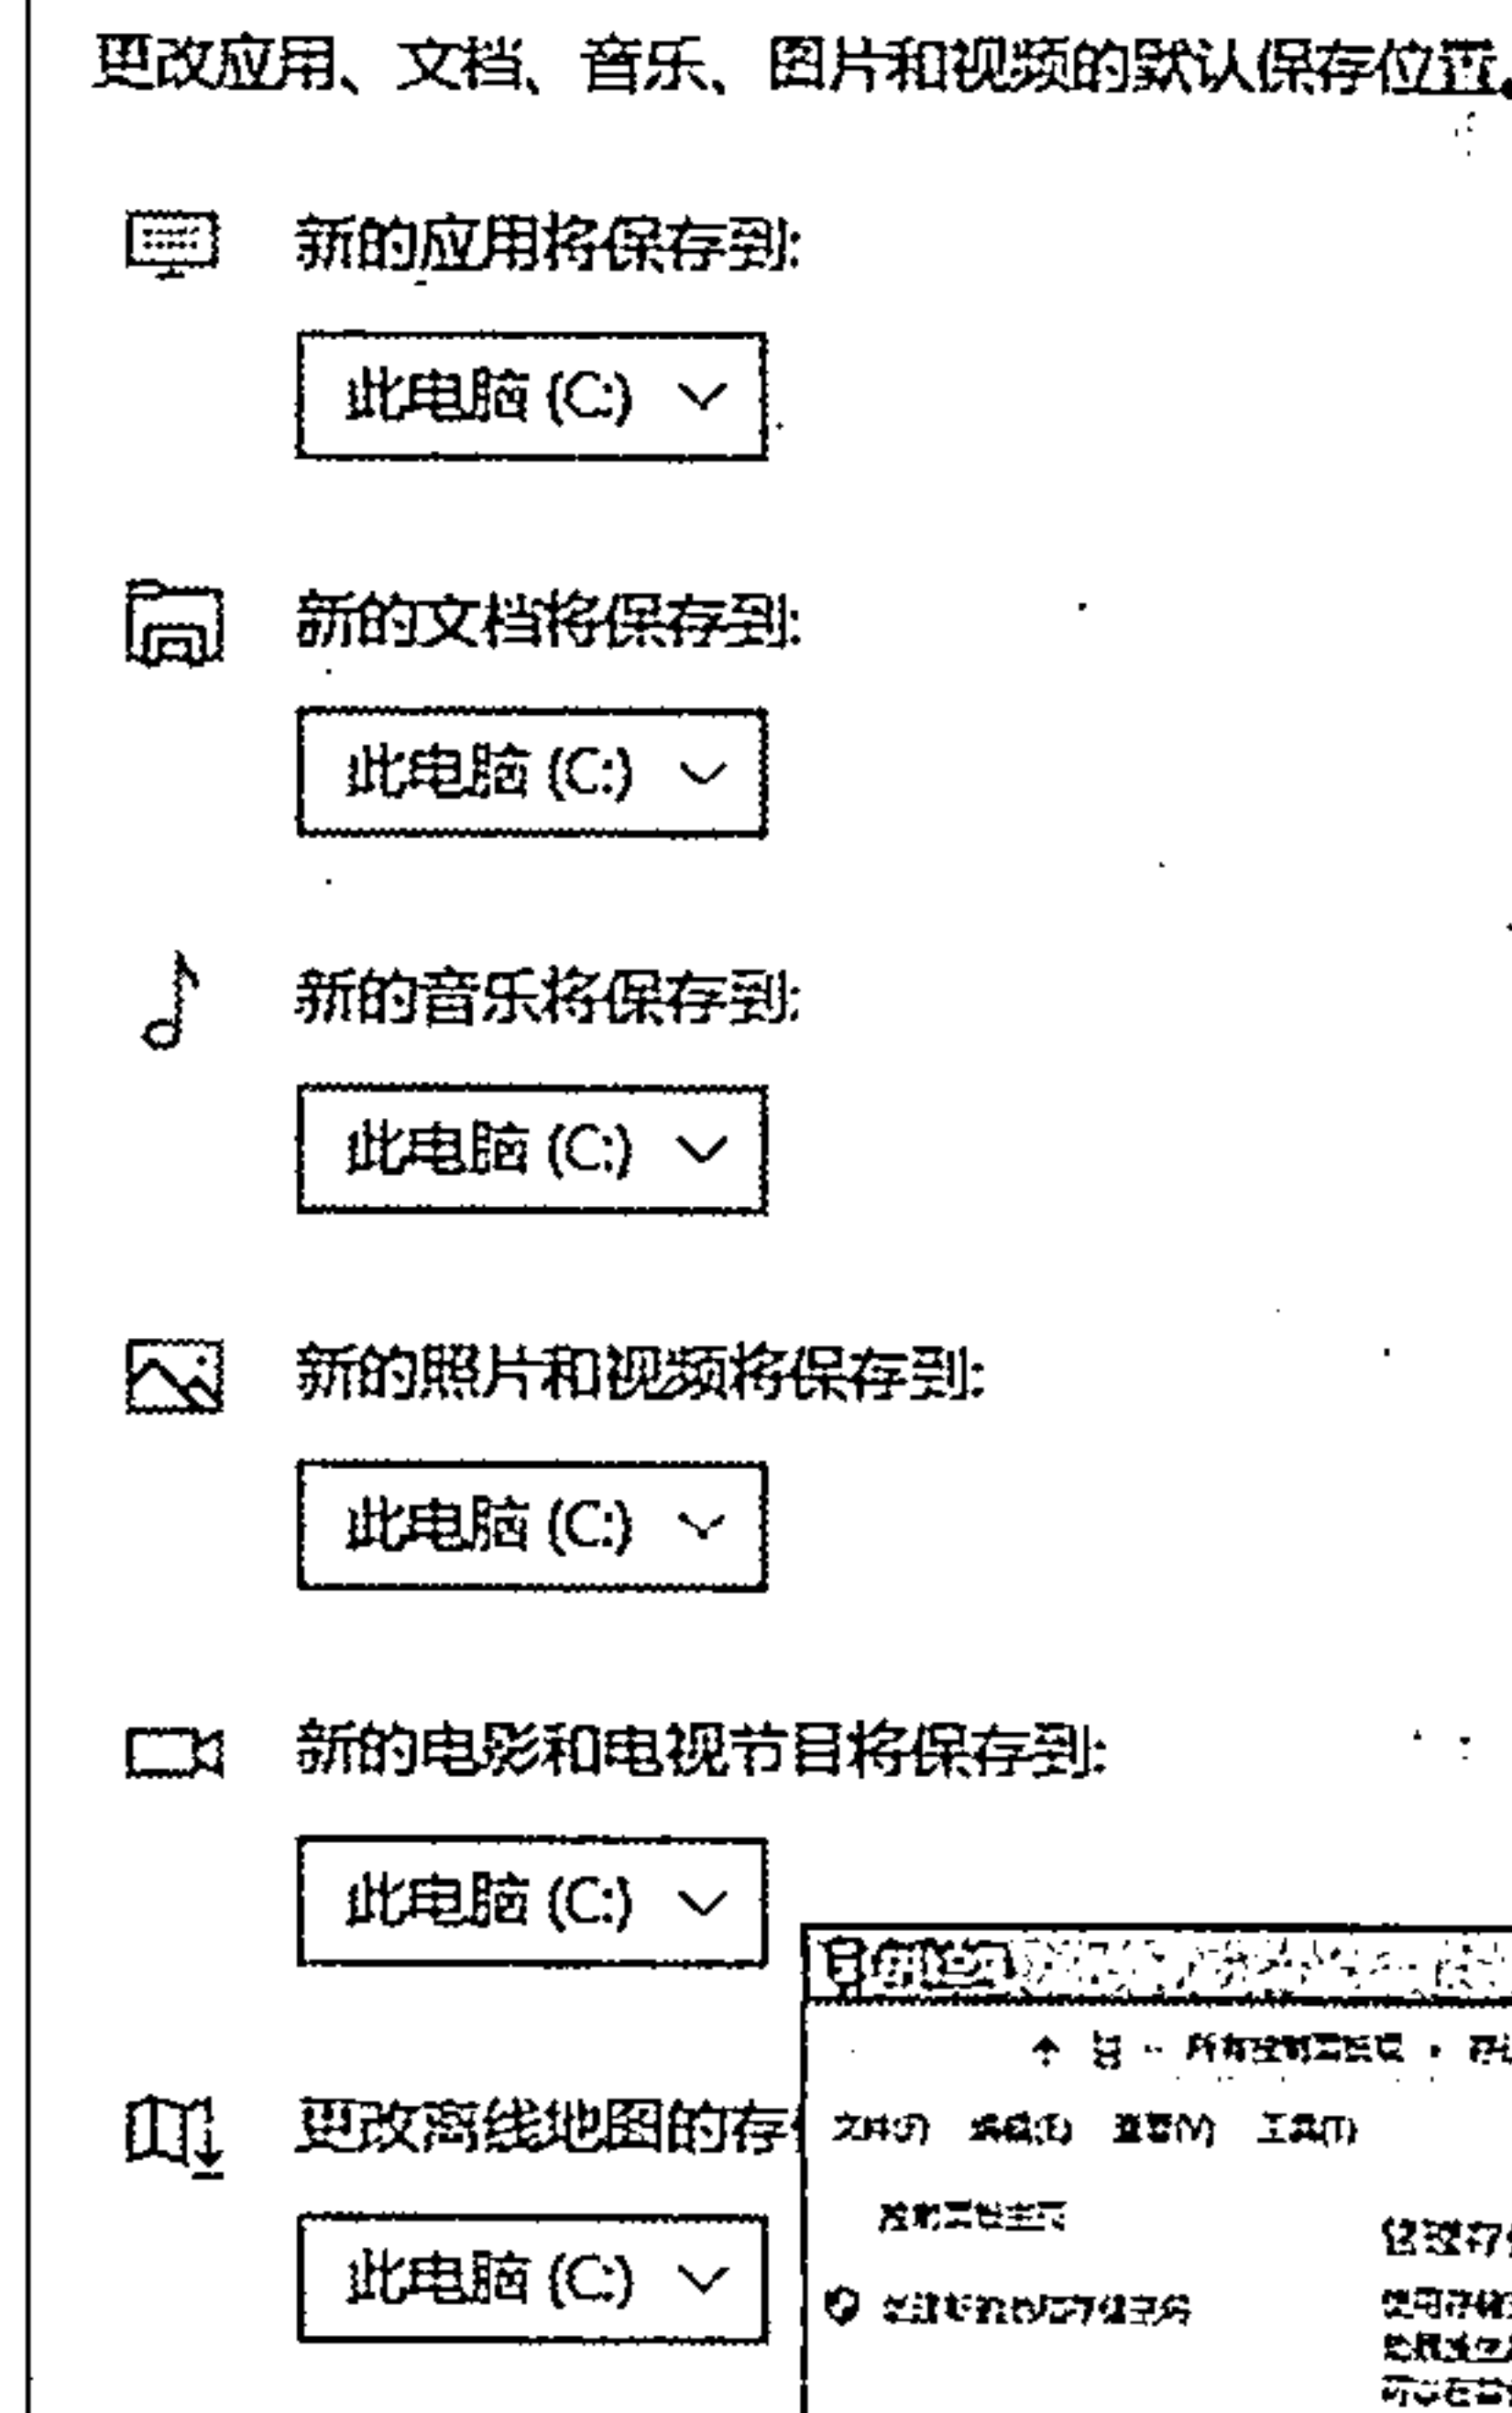 更改应用、文档、音乐、图片和视频的默认保存位置。
新的应用将保存到:
此电脑 (C:)
新的文档将保存到:
此电脑 (C:)
新的音乐将保存到:
此电脑 (C:)
新的照片和视频将保存到:
此电脑 (C:)
新的电影和电视节目将保存到:
此电脑 (C:)
更改离线地图的存
此电脑 (C:)
工具(T)